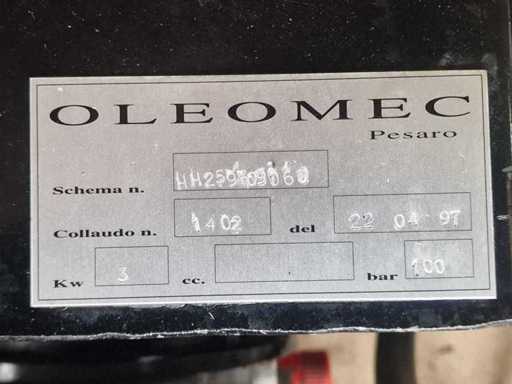 OLEOMEC
Pesaro
Schema n.
Collaudo n. 1402 del 22 04 97
Kw 3 cc. bar 100